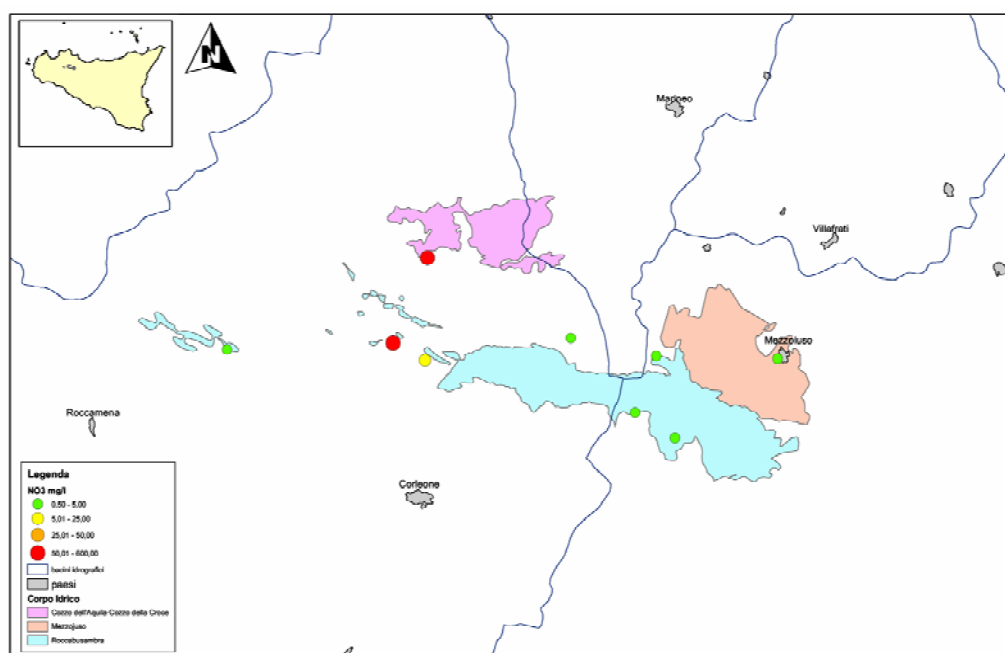 N
Marineo
Villafrati
Mezzojuso
Roccamena
Corleone
Legenda
NO3 mg/l
0,50 - 5,00
5,01 - 25,00
25,01 - 50,00
50,01 - 600,00
bacini idrografici
paesi
Corpo Idrico
Cozzo dell'Aquila-Cozzo della Croce
Mezzojuso
Roccabusambra